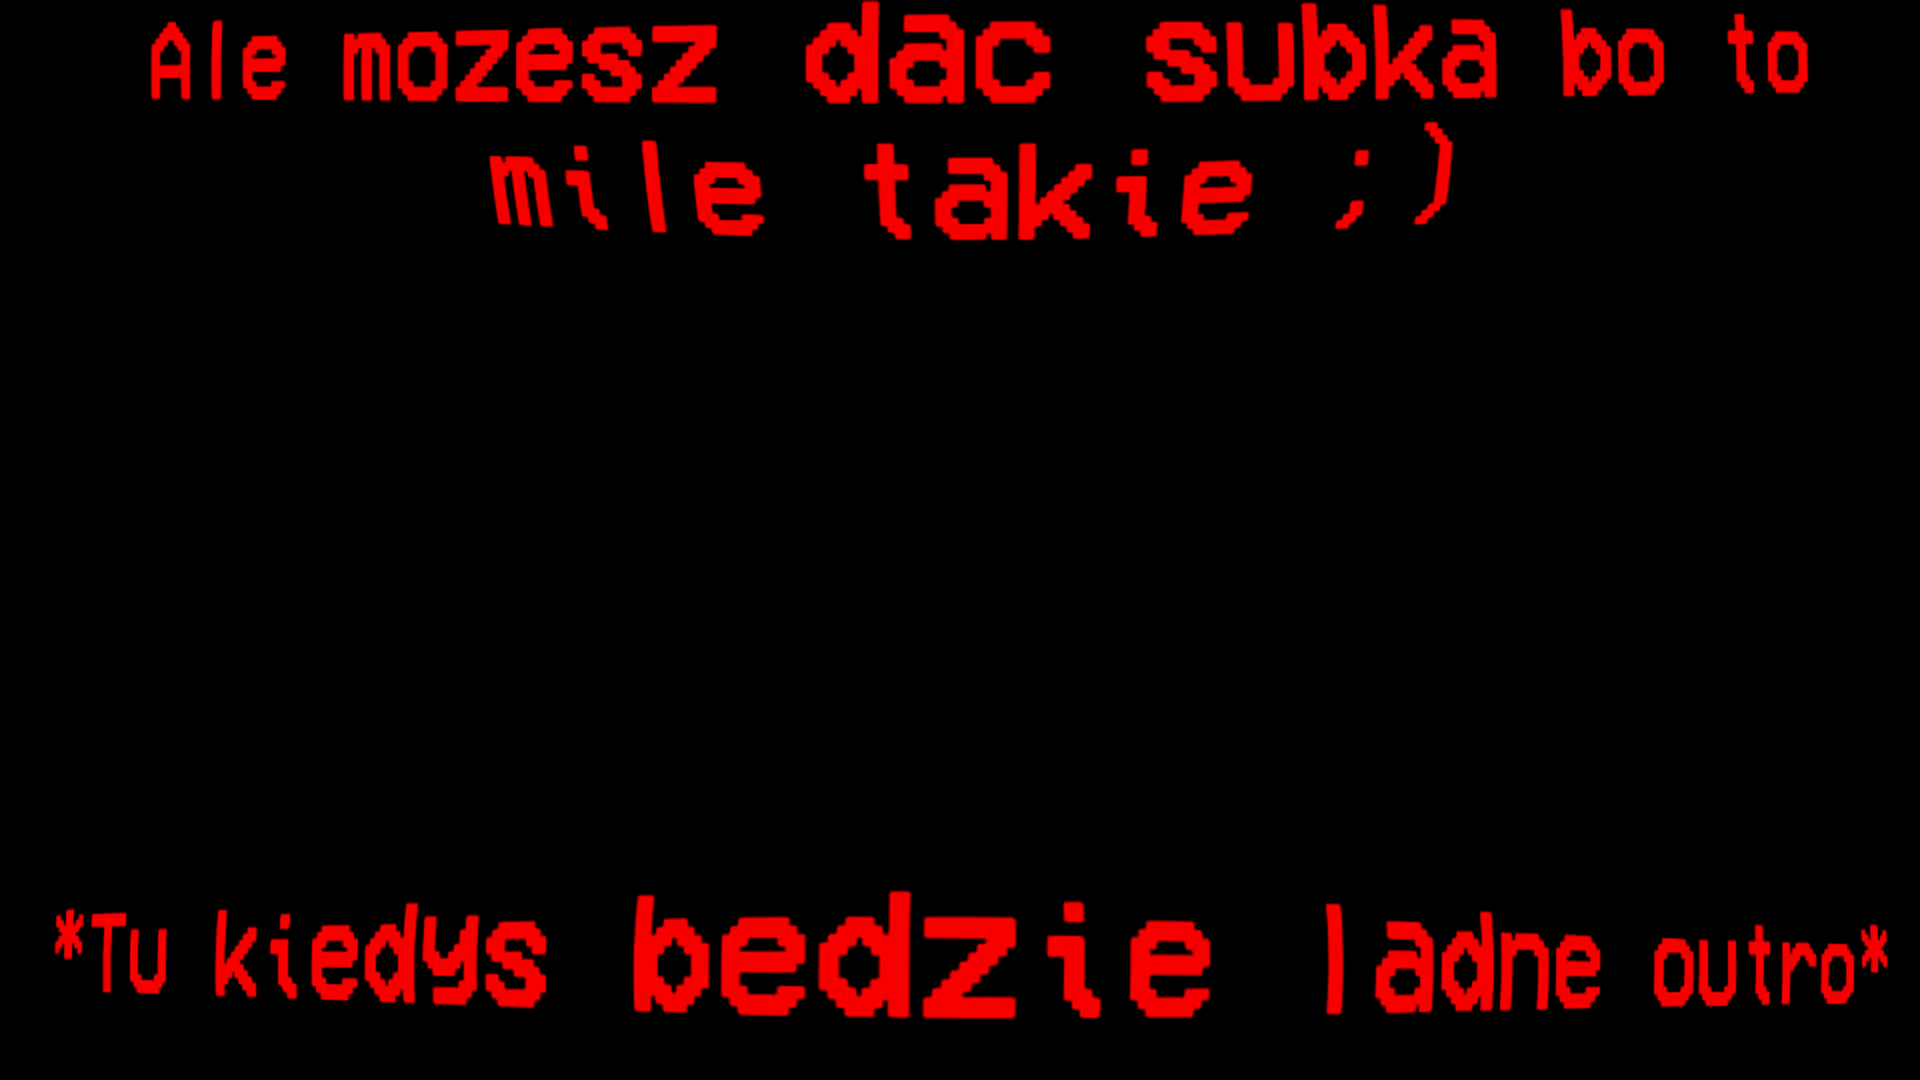 Ale mozesz dac subka bo to
mile takie ;)
*Tu kiedys bedzie ladne outro*